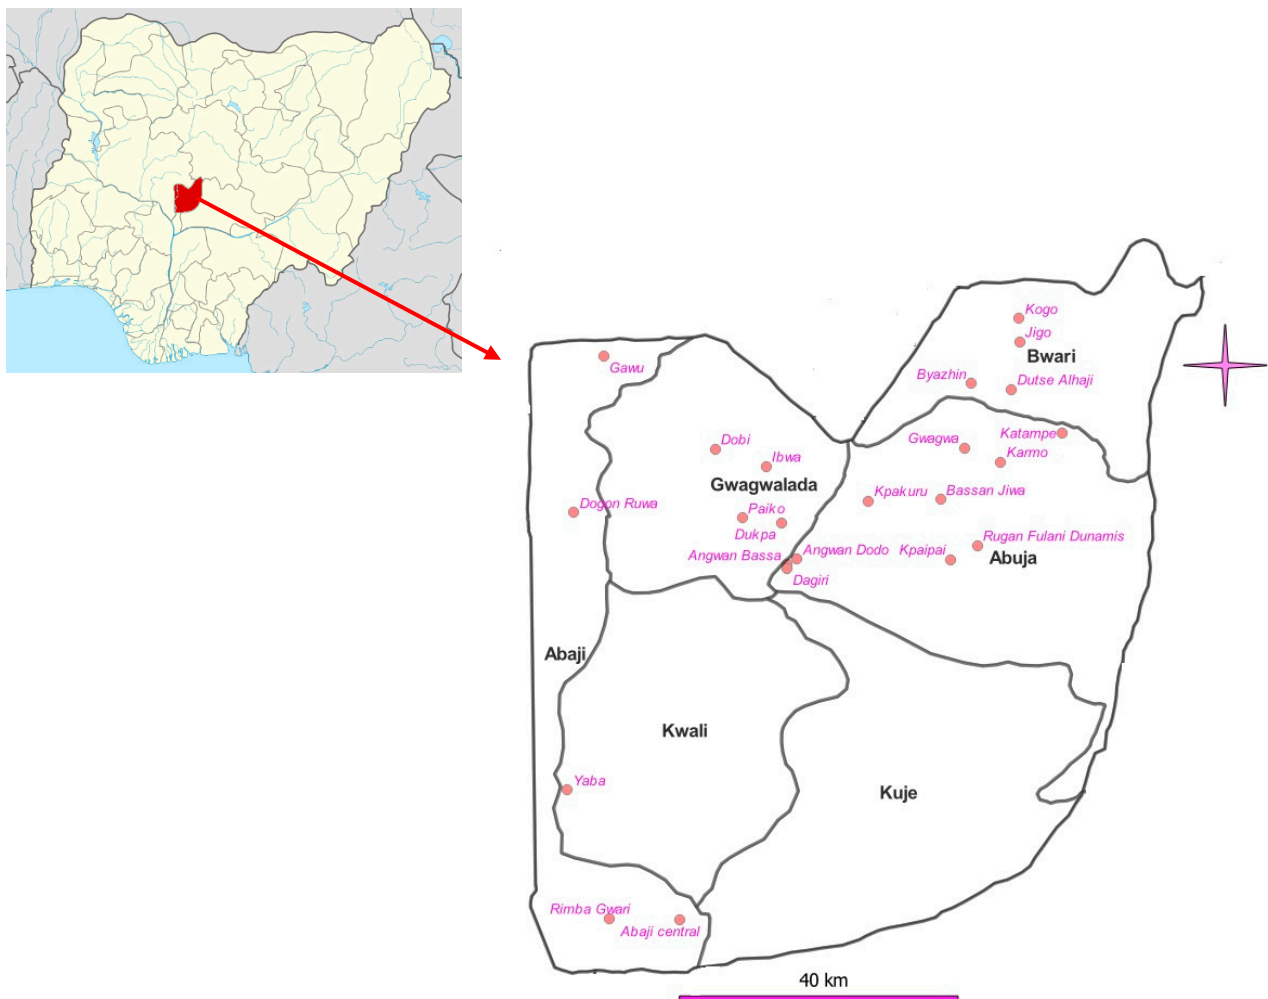 Kogo
Jigo
Bwari
Byazhin
Dutse Alhaji
Gawu
Dobi
Ibwa
Gwagwalada
Gwagwa
Katampe
Karmo
Dogon Ruwa
Paiko
Dukpa
Kpakuru
Bassan Jiwa
Angwan Bassa
Angwan Dodo
Kpaipai
Rugan Fulani Dunamis
Abuja
Dagiri
Abaji
Kwali
Yaba
Kuje
Rimba Gwari
Abaji central
40 km